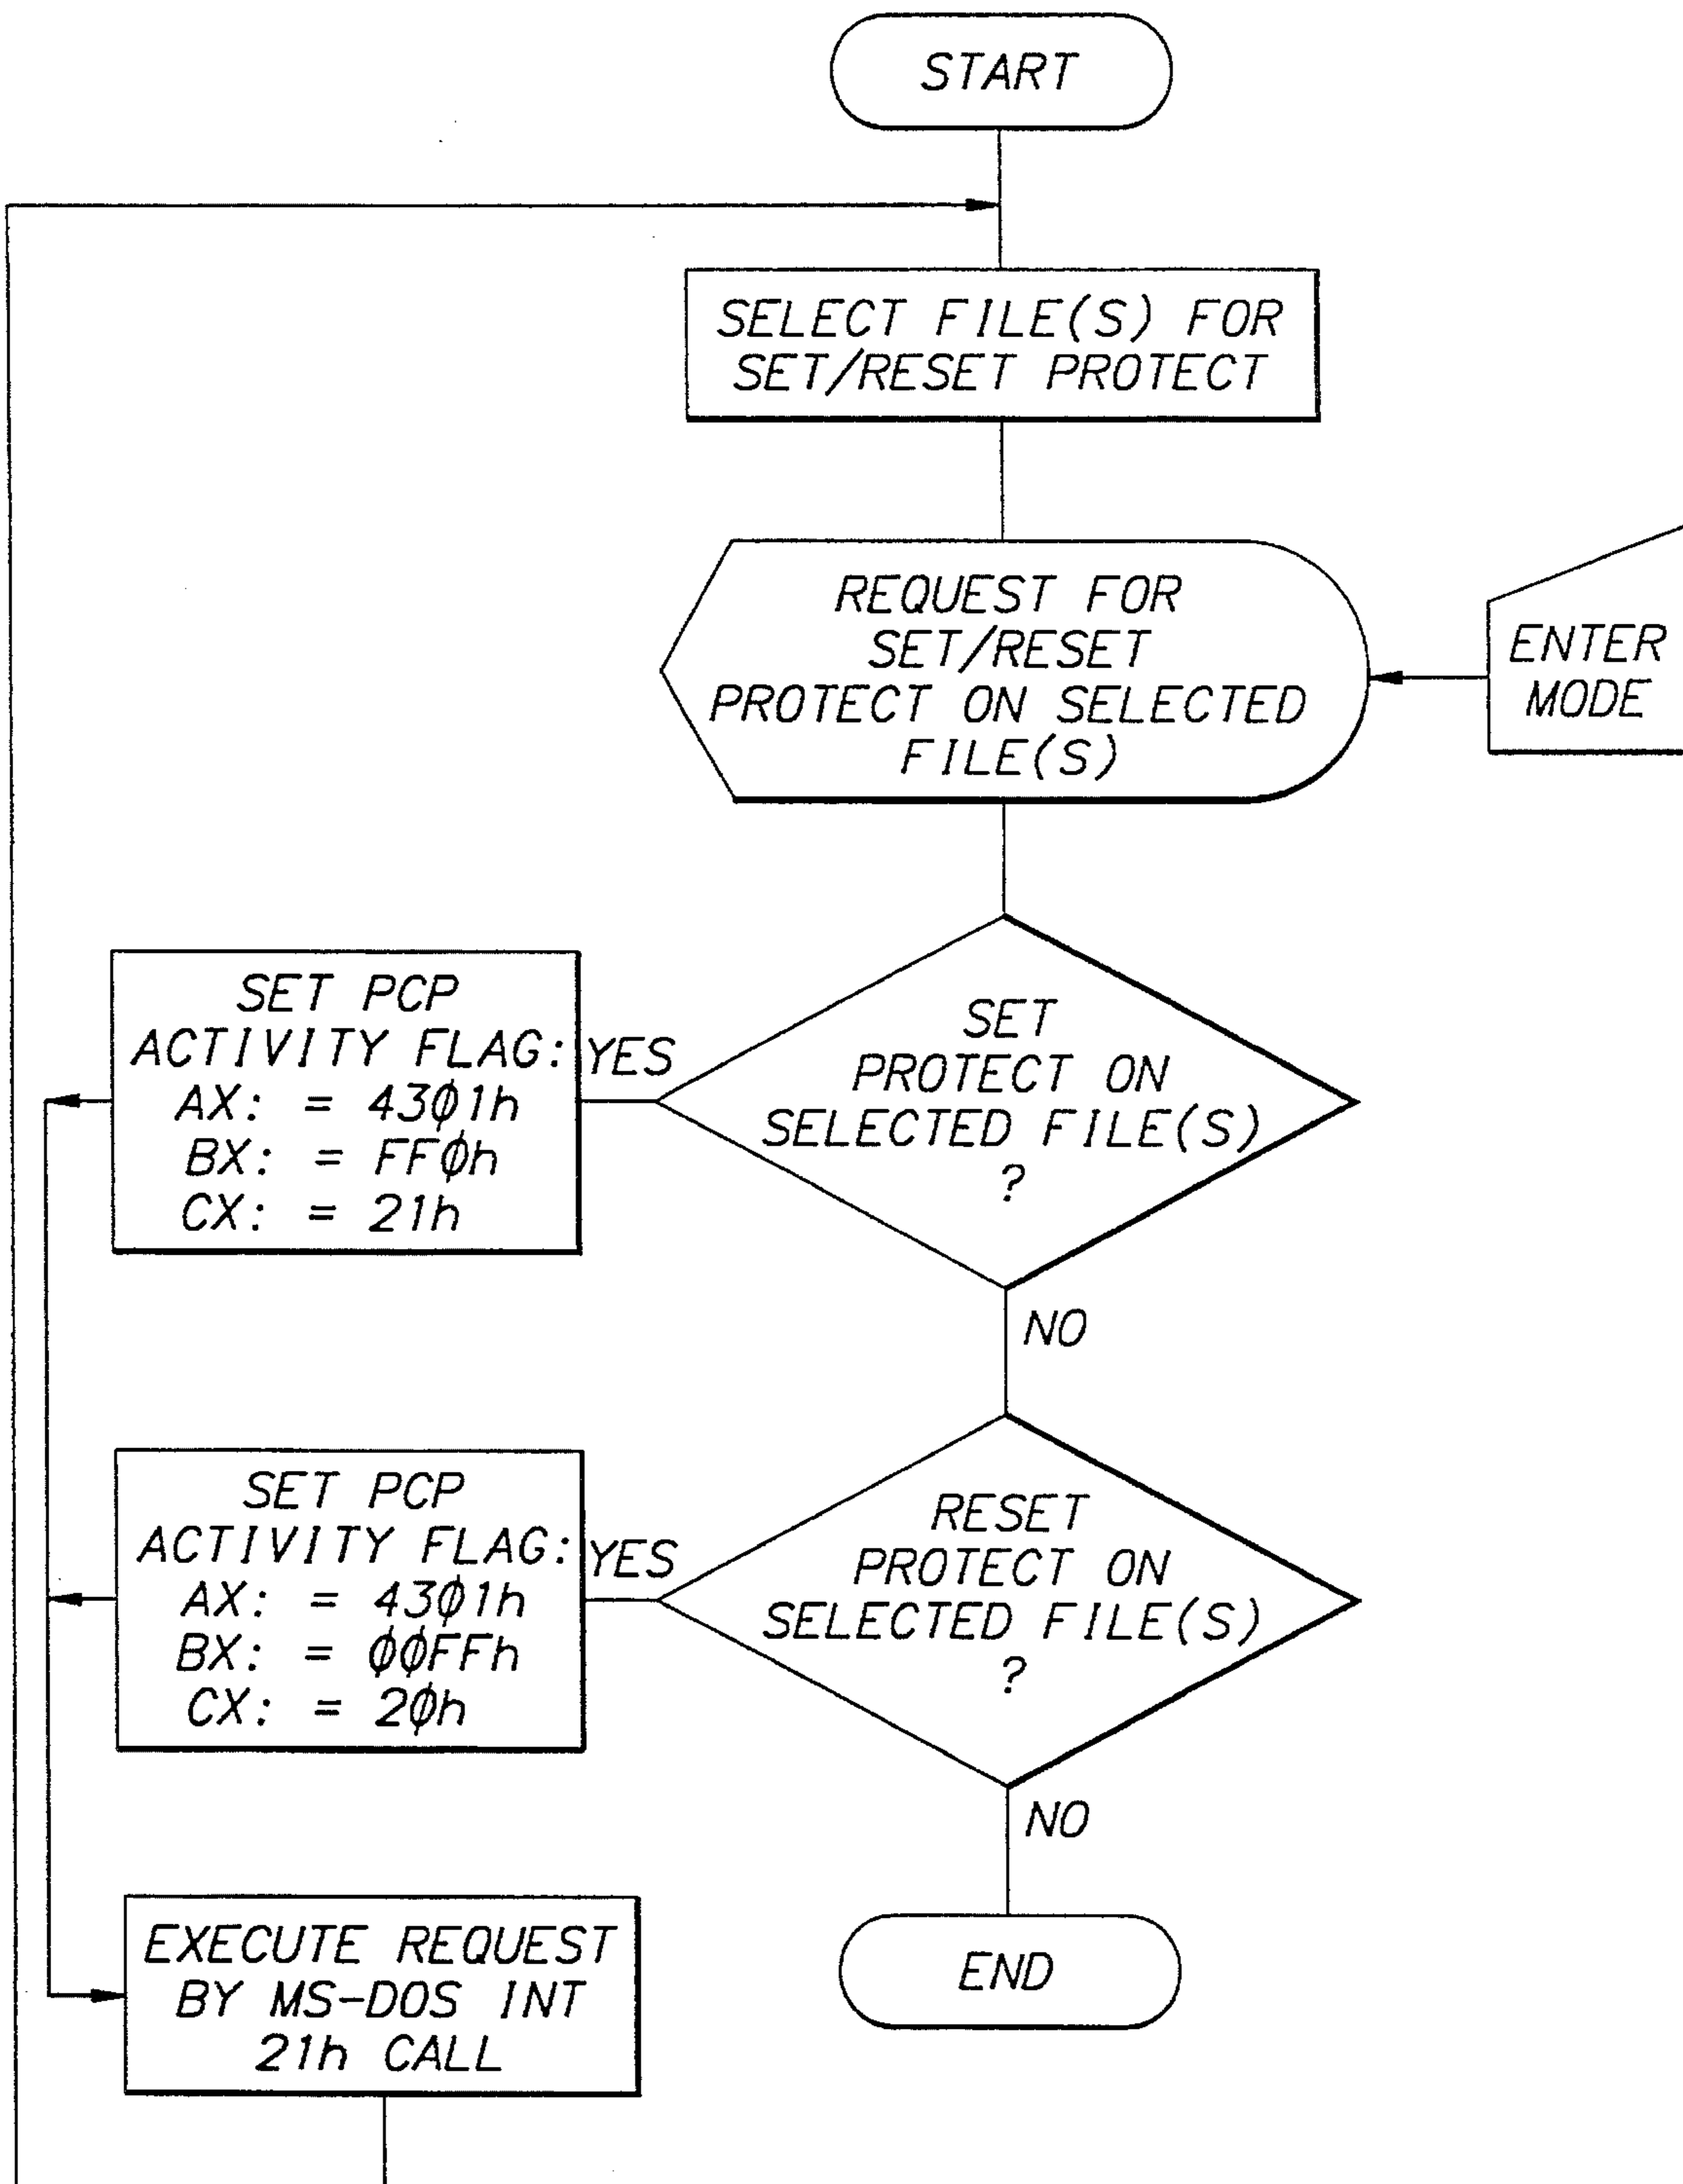 START
SELECT FILE(S) FOR
SET/RESET PROTECT
REQUEST FOR
SET/RESET
PROTECT ON SELECTED
FILE(S)
ENTER
MODE
SET PCP
ACTIVITY FLAG:
AX: = 43Ø1h
BX: = FFØh
CX: = 21h
YES
SET
PROTECT ON
SELECTED FILE(S)
?
NO
SET PCP
ACTIVITY FLAG:
AX: = 43Ø1h
BX: = ØØFFh
CX: = 2Øh
YES
RESET
PROTECT ON
SELECTED FILE(S)
?
NO
EXECUTE REQUEST
BY MS-DOS INT
21h CALL
END